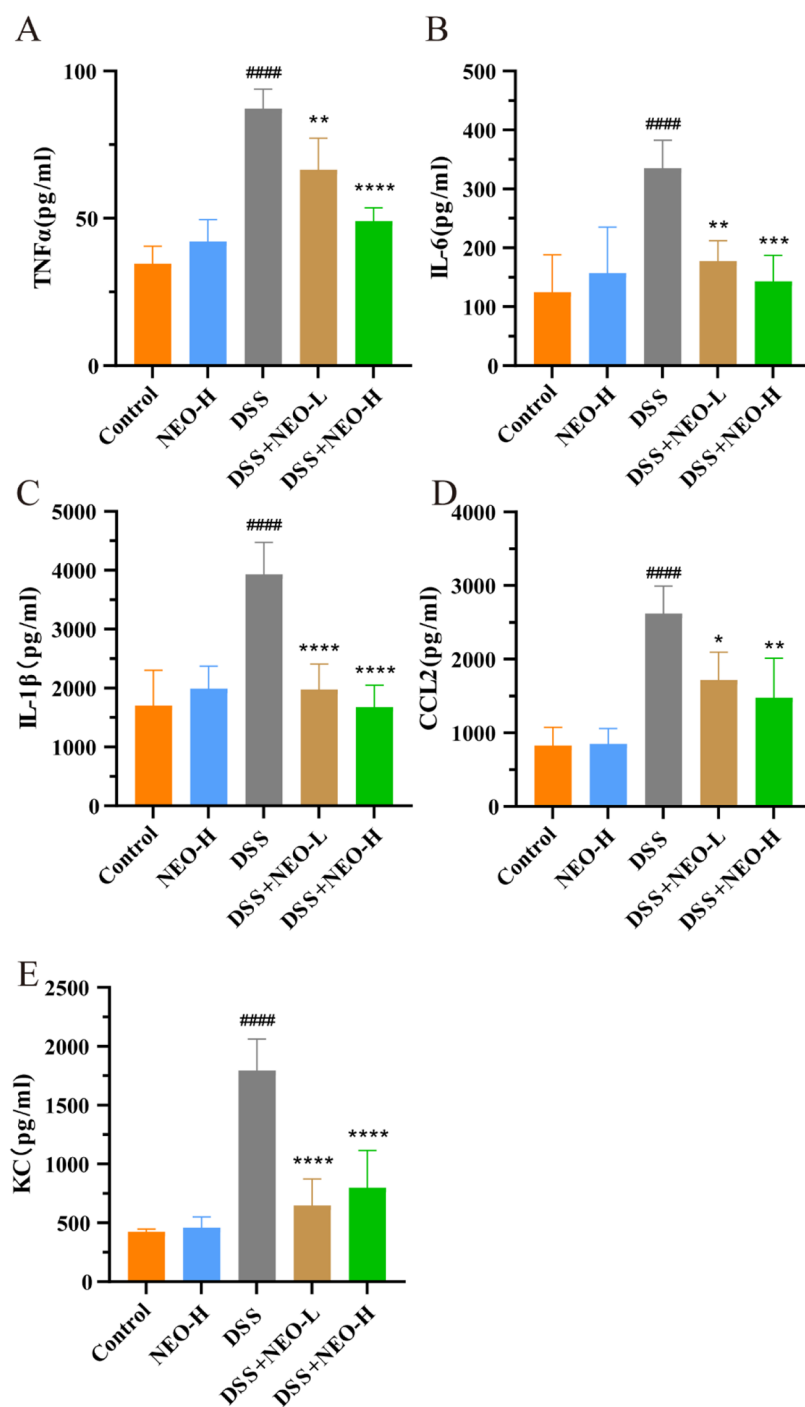 A
TNFα(pg/ml)
100
50
0
####
**
****
Control
NEO-H
DSS
DSS+NEO-L
DSS+NEO-H
B
IL-6(pg/ml)
500
400
300
200
100
0
####
**
***
Control
NEO-H
DSS
DSS+NEO-L
DSS+NEO-H
C
IL-1β(pg/ml)
5000
4000
3000
2000
1000
0
####
****
****
Control
NEO-H
DSS
DSS+NEO-L
DSS+NEO-H
D
CCL2(pg/ml)
4000
3000
2000
1000
0
####
*
**
Control
NEO-H
DSS
DSS+NEO-L
DSS+NEO-H
E
KC(pg/ml)
2500
2000
1500
1000
500
0
####
****
****
Control
NEO-H
DSS
DSS+NEO-L
DSS+NEO-H